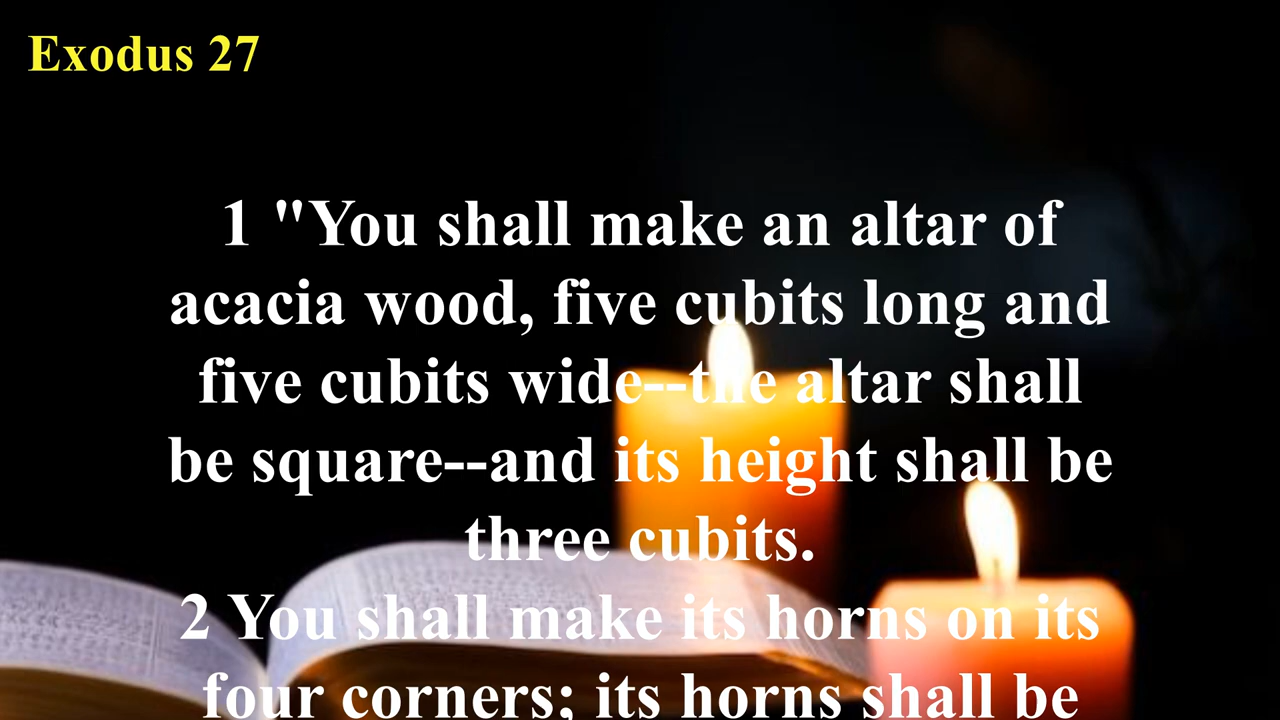 Exodus 27
1 "You shall make an altar of
acacia wood, five cubits long and
five cubits wide--the altar shall
be square--and its height shall be
three cubits.
2 You shall make its horns on its
four corners; its horns shall be